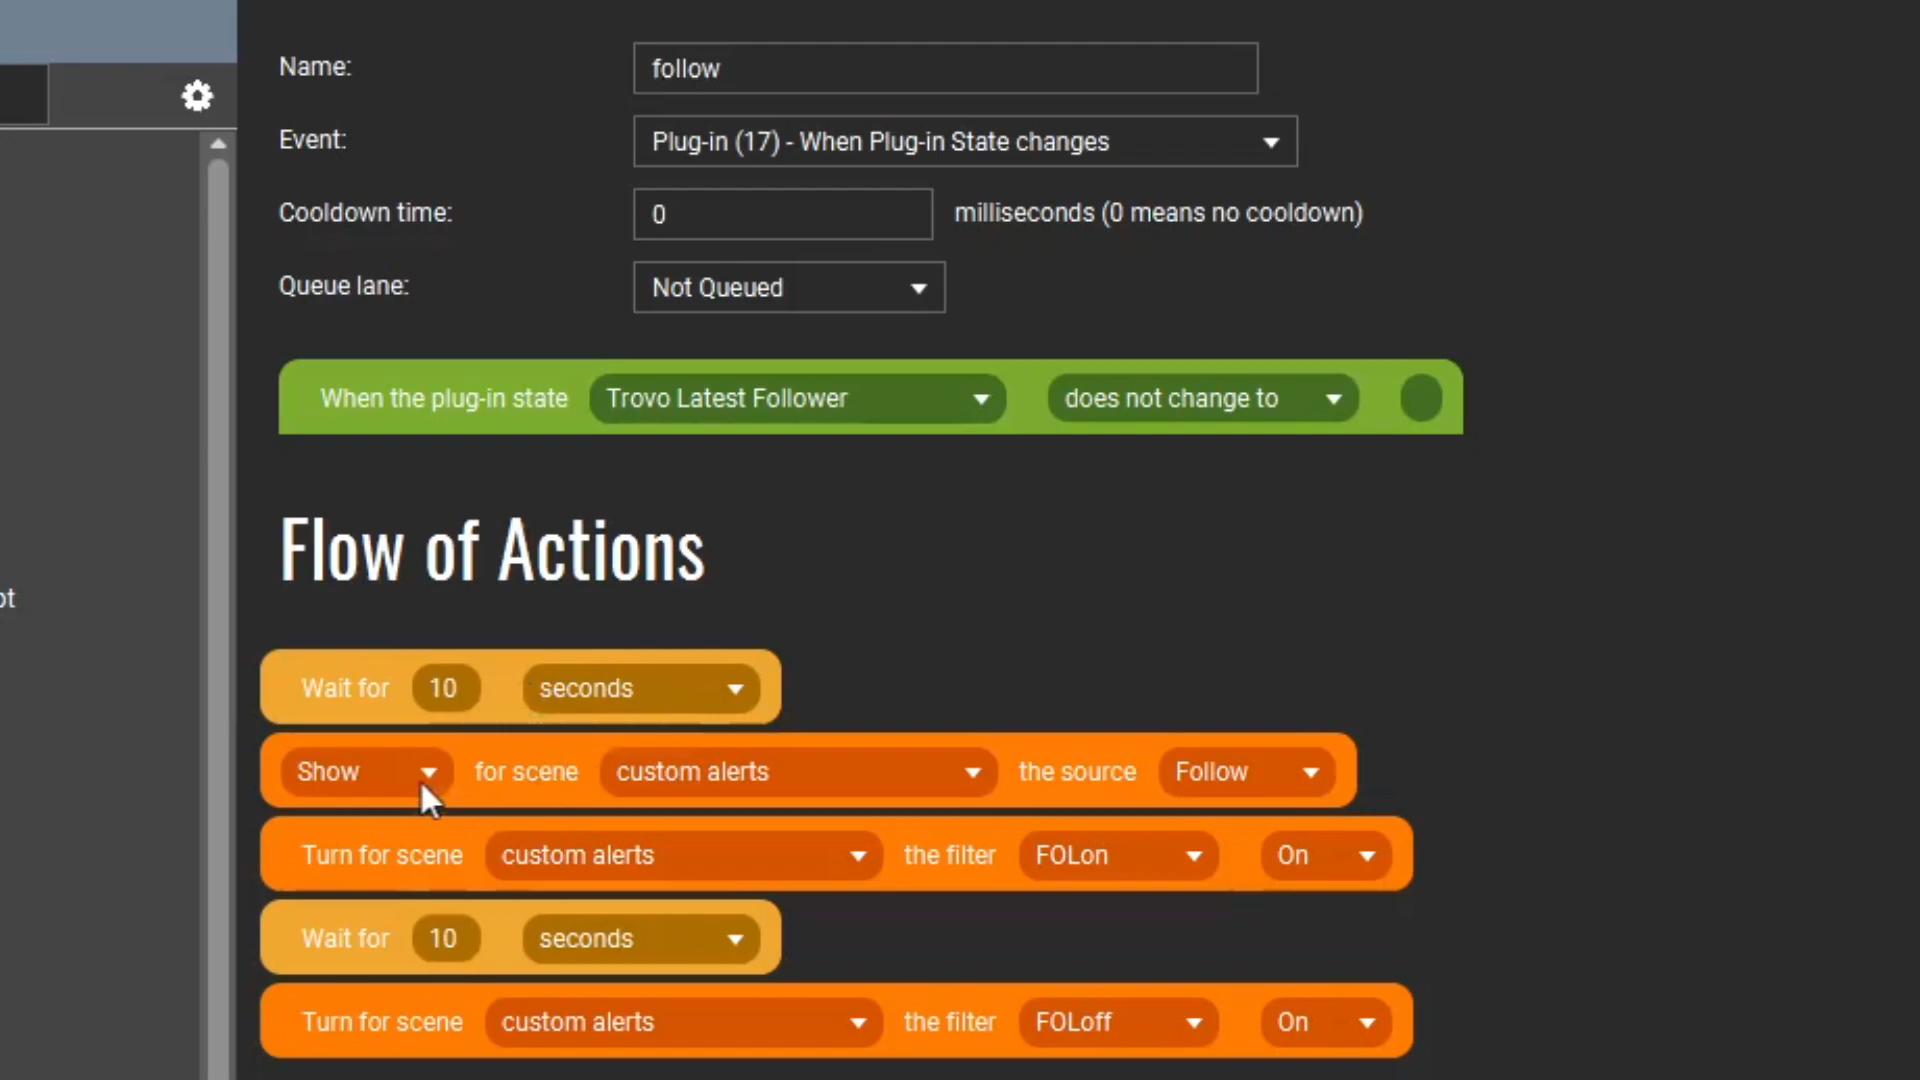 Name: follow
Event: Plug-in (17) - When Plug-in State changes
Cooldown time: 0 milliseconds (0 means no cooldown)
Queue lane: Not Queued
When the plug-in state Trovo Latest Follower does not change to
Flow of Actions
ot
Wait for 10 seconds
Show for scene custom alerts the source Follow
Turn for scene custom alerts the filter FOLon On
Wait for 10 seconds
Turn for scene custom alerts the filter FOLoff On